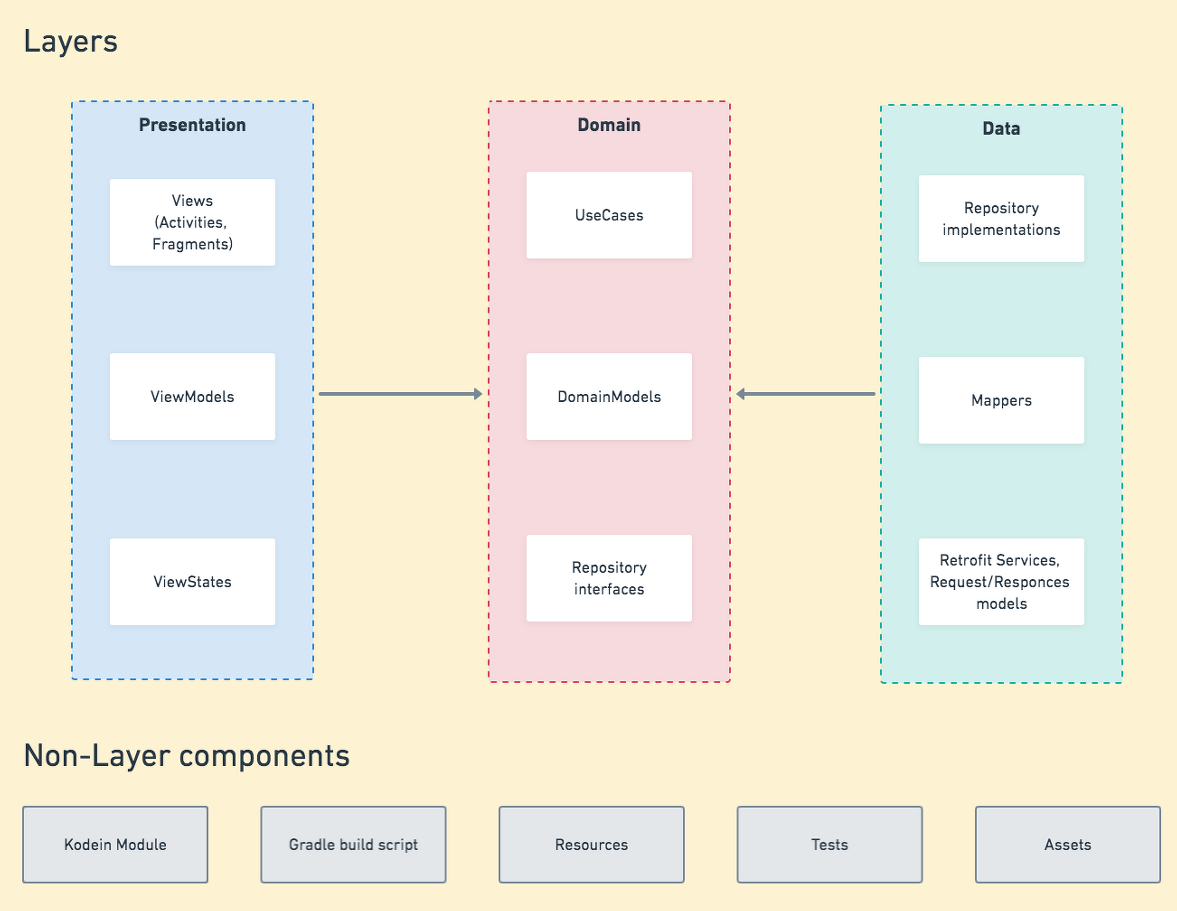 Layers
Presentation
Views
(Activities,
Fragments)
ViewModels
ViewStates
Domain
UseCases
DomainModels
Repository
interfaces
Data
Repository
implementations
Mappers
Retrofit Services,
Request/Responces
models
Non-Layer components
Kodein Module
Gradle build script
Resources
Tests
Assets